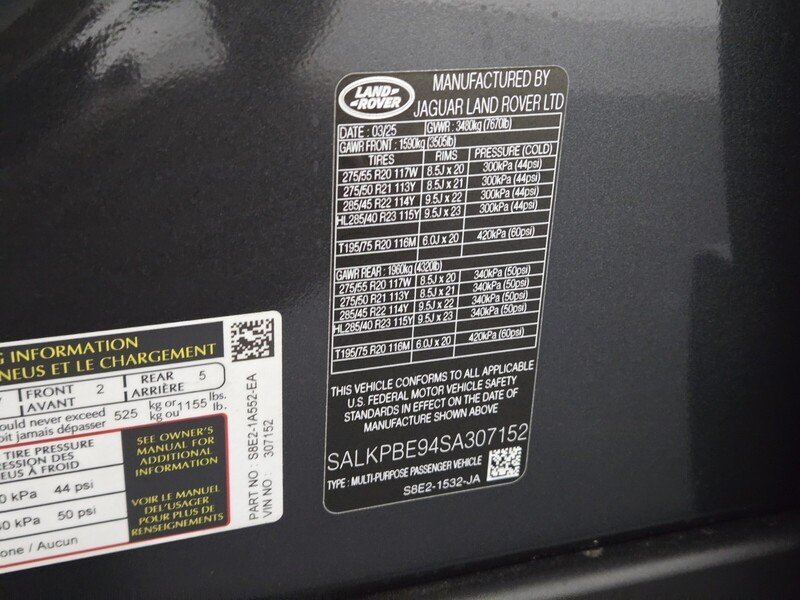 LAND
ROVER
MANUFACTURED BY
JAGUAR LAND ROVER LTD
DATE : 03/25 GVWR : 3480kg (7670lb)
GAWR FRONT : 1590kg (3505lb)
TIRES RIMS PRESSURE (COLD)
275/55 R20 117W 8.5J x 20 300kPa (44psi)
275/50 R21 113Y 8.5J x 21 300kPa (44psi)
285/45 R22 114Y 9.5J x 22 300kPa (44psi)
HL285/40 R23 115Y 9.5J x 23 300kPa (44psi)
T195/75 R20 116M 6.0J x 20 420kPa (60psi)
GAWR REAR : 1960kg (4320lb)
275/55 R20 117W 8.5J x 20 340kPa (50psi)
275/50 R21 113Y 8.5J x 21 340kPa (50psi)
285/45 R22 114Y 9.5J x 22 340kPa (50psi)
HL285/40 R23 115Y 9.5J x 23 340kPa (50psi)
T195/75 R20 116M 6.0J x 20 420kPa (60psi)
THIS VEHICLE CONFORMS TO ALL APPLICABLE
U.S. FEDERAL MOTOR VEHICLE SAFETY
STANDARDS IN EFFECT ON THE DATE OF
MANUFACTURE SHOWN ABOVE
SALKPBE94SA307152
TYPE : MULTI-PURPOSE PASSENGER VEHICLE
S8E2-1532-JA
G INFORMATION
NEUS ET LE CHARGEMENT
FRONT 2 REAR 5
AVANT ARRIÈRE
ould never exceed 525 kg or 1155 lbs.
oit jamais dépasser kg ou lb.
TIRE PRESSURE
RESSION DES
EUS À FROID
0 kPa 44 psi
40 kPa 50 psi
one / Aucun
SEE OWNER'S
MANUAL FOR
ADDITIONAL
INFORMATION
VOIR LE MANUEL
DE L'USAGER
POUR PLUS DE
RENSEIGNEMENTS
PART NO : S8E2-1A552-EA
VIN NO : 307152